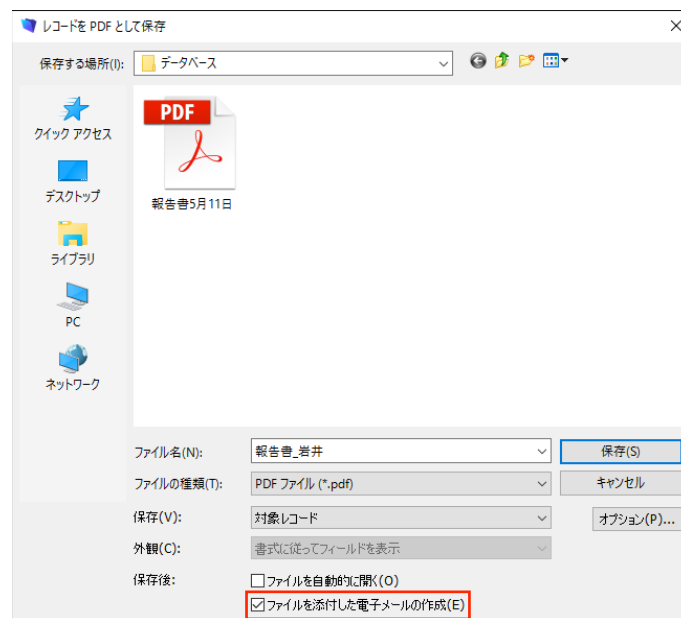 レコードを PDF として保存
保存する場所(I): データベース
クイック アクセス
デスクトップ
ライブラリ
PC
ネットワーク
PDF
報告書5月11日
ファイル名(N): 報告書_岩井 保存(S)
ファイルの種類(T): PDF ファイル (*.pdf) キャンセル
保存(V): 対象レコード オプション(P)...
外観(C): 書式に従ってフィールドを表示
保存後: ファイルを自動的に開く(O)
ファイルを添付した電子メールの作成(E)